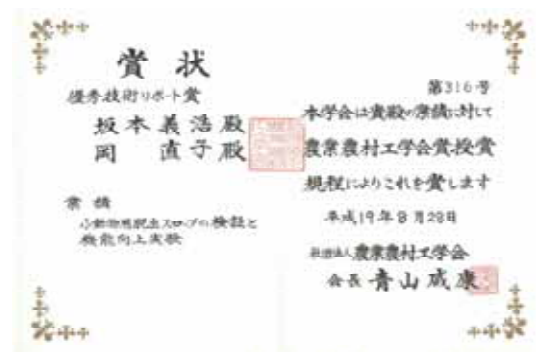 賞状
優秀技術リポート賞
坂本義浩殿
岡 直子殿
業績
小動物用脱出スロープの検証と
機能向上実験
第316号
本学会は貴殿の業績に対して
農業農村工学会賞授賞
規程によりこれを賞します
平成19年8月28日
社団法人農業農村工学会
会長 青山咸康